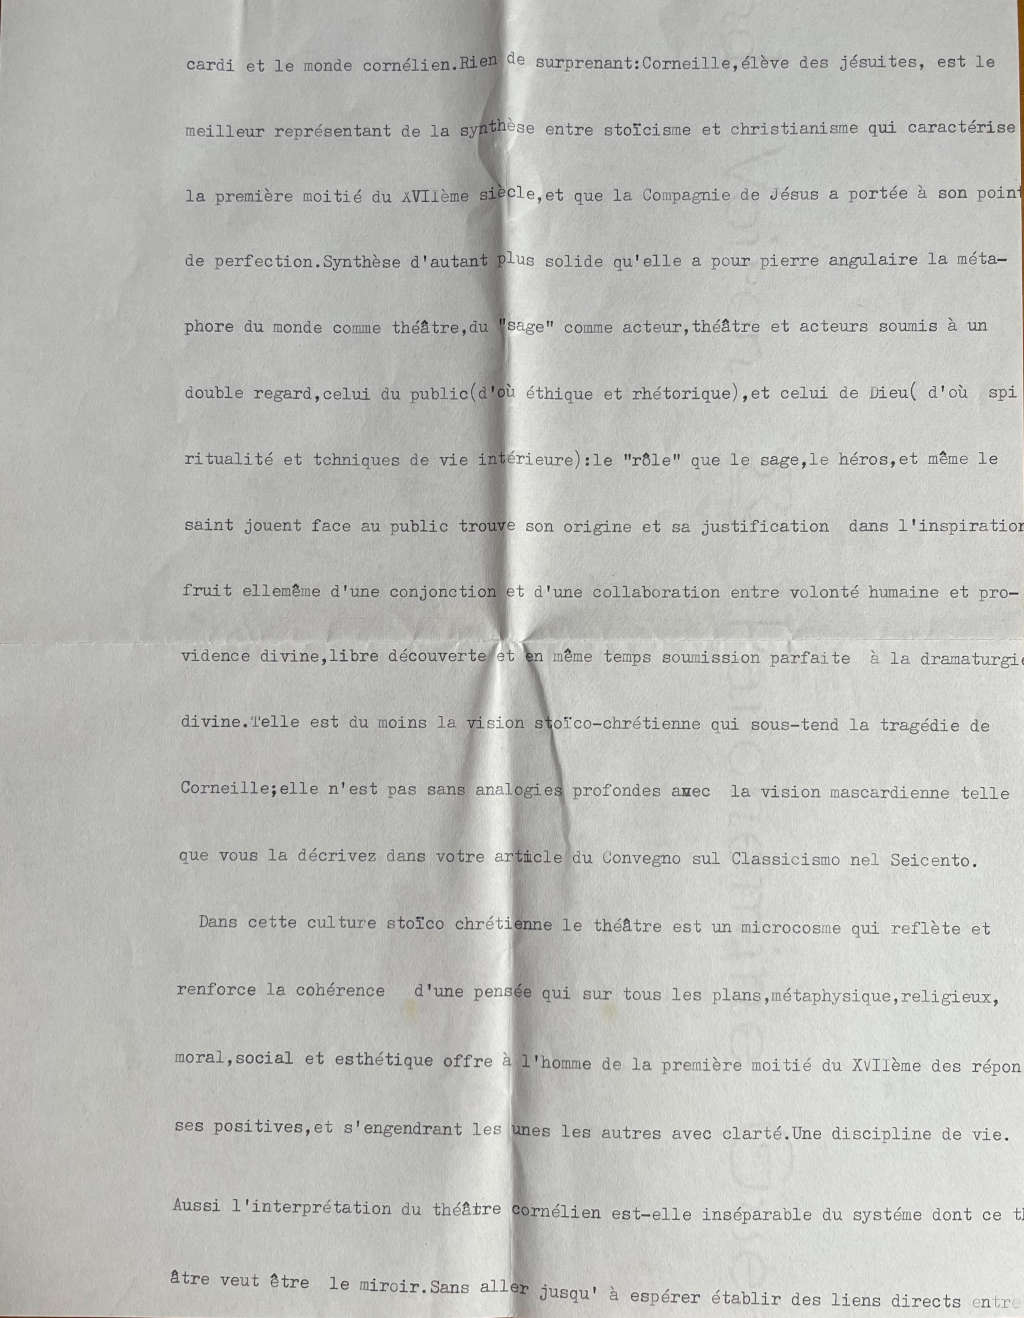 cardi et le monde cornélien.Rien de surprenant:Corneille,élève des jésuites, est le
meilleur représentant de la synthèse entre stoïcisme et christianisme qui caractérise
la première moitié du XVIIème siècle,et que la Compagnie de Jésus a portée à son point
de perfection.Synthèse d'autant plus solide qu'elle a pour pierre angulaire la méta-
phore du monde comme théâtre,du "sage" comme acteur,théâtre et acteurs soumis à un
double regard,celui du public(d'où éthique et rhétorique),et celui de Dieu( d'où  spi
ritualité et tchniques de vie intérieure):le "rôle" que le sage,le héros,et même le
saint jouent face au public trouve son origine et sa justification  dans l'inspiration
fruit ellemême d'une conjonction et d'une collaboration entre volonté humaine et pro-
vidence divine,libre découverte et en même temps soumission parfaite  à la dramaturgie
divine.Telle est du moins la vision stoïco-chrétienne qui sous-tend la tragédie de
Corneille;elle n'est pas sans analogies profondes avec  la vision mascardienne telle
que vous la décrivez dans votre article du Convegno sul Classicismo nel Seicento.
Dans cette culture stoïco chrétienne le théâtre est un microcosme qui reflète et
renforce la cohérence   d'une pensée qui sur tous les plans,métaphysique,religieux,
moral,social et esthétique offre à l'homme de la première moitié du XVIIème des répon
ses positives,et s'engendrant les unes les autres avec clarté.Une discipline de vie.
Aussi l'interprétation du théâtre cornélien est-elle inséparable du systéme dont ce th
âtre veut être  le miroir.Sans aller jusqu' à espérer établir des liens directs entre